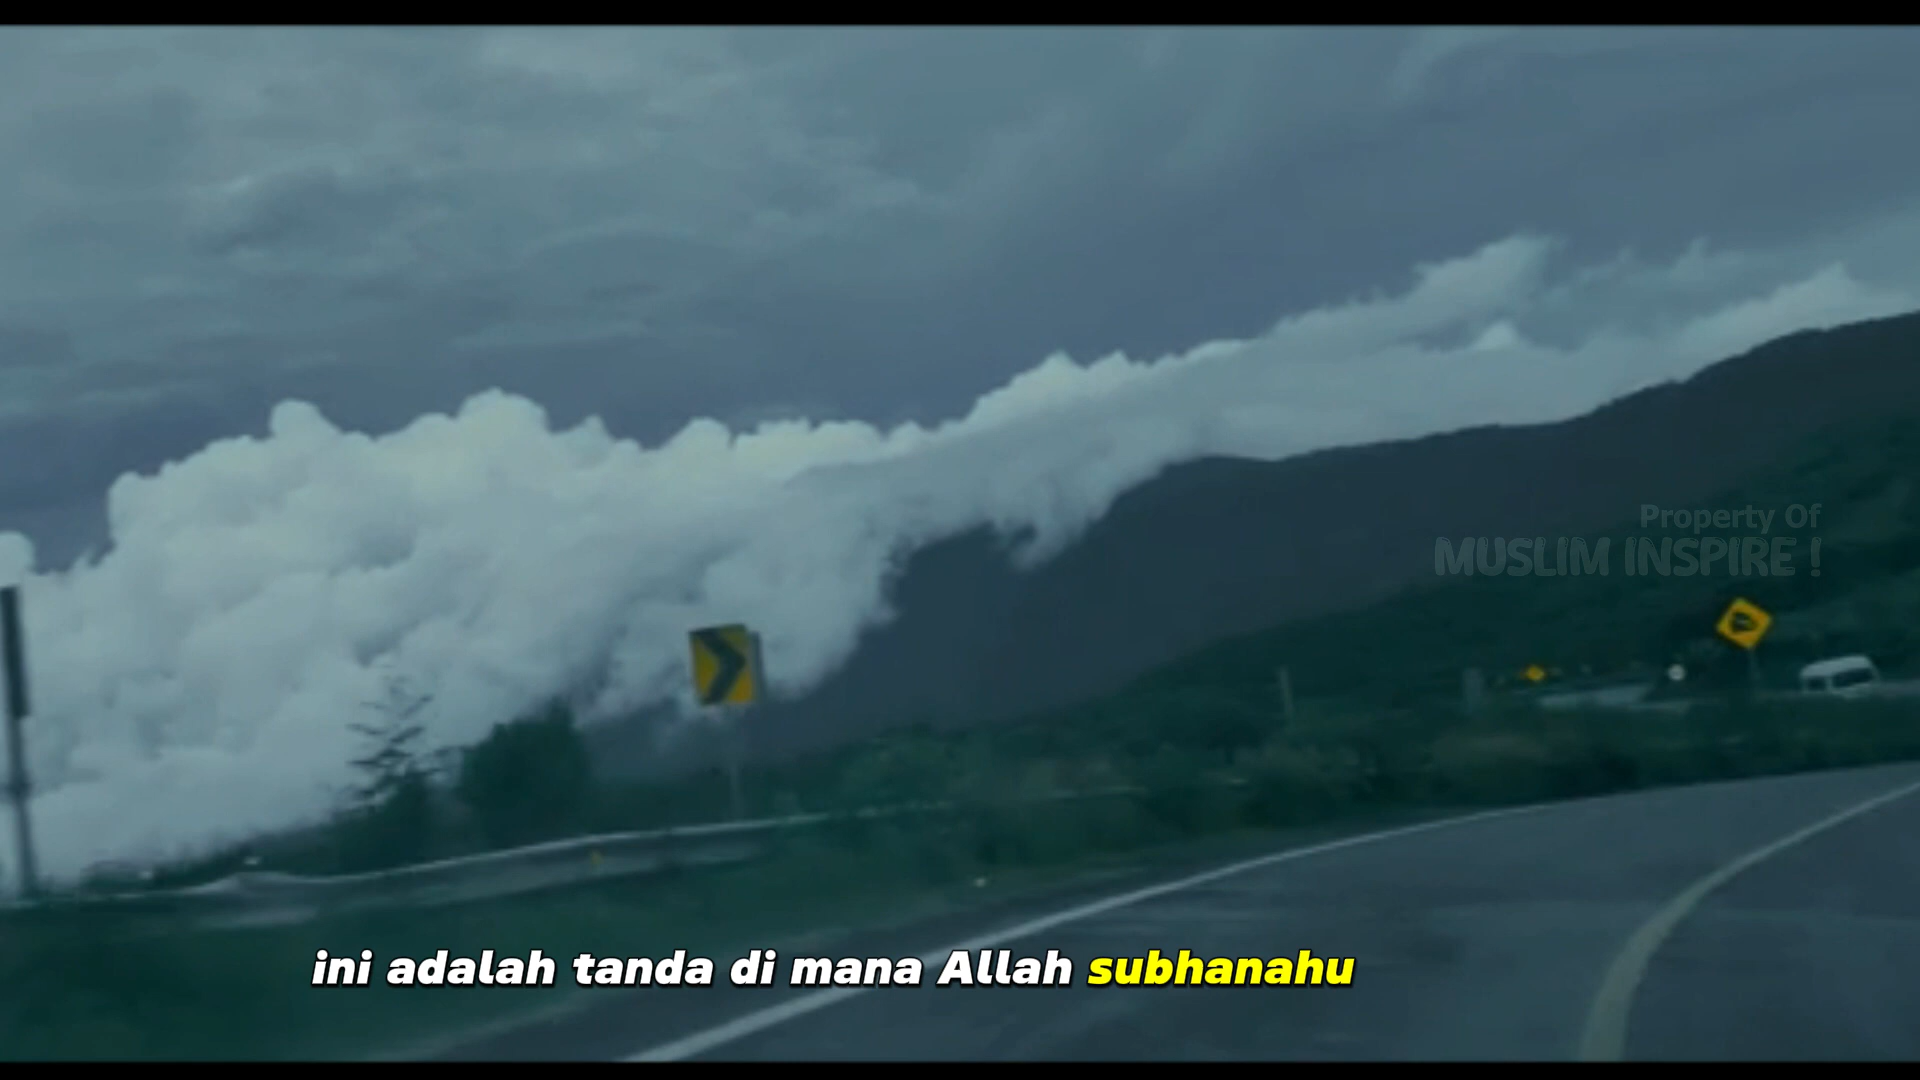 Property Of
MUSLIM INSPIRE !
ini adalah tanda di mana Allah subhanahu